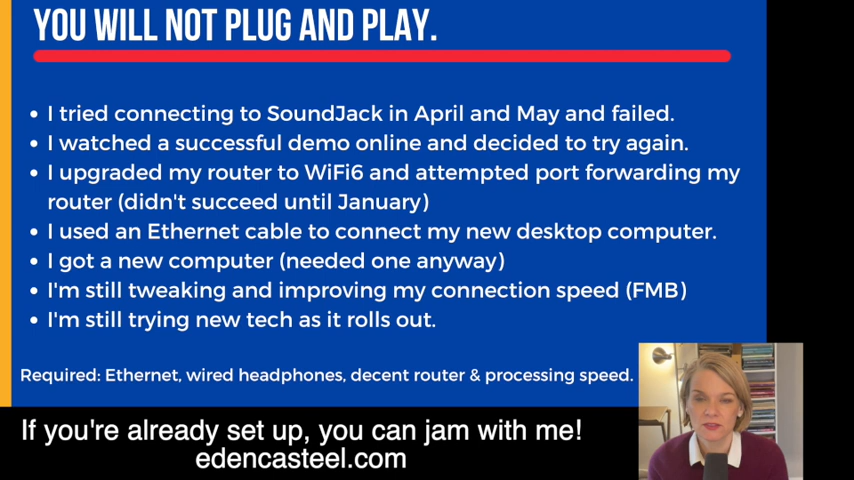 YOU WILL NOT PLUG AND PLAY.
• I tried connecting to SoundJack in April and May and failed.
• I watched a successful demo online and decided to try again.
• I upgraded my router to WiFi6 and attempted port forwarding my
router (didn't succeed until January)
• I used an Ethernet cable to connect my new desktop computer.
• I got a new computer (needed one anyway)
• I'm still tweaking and improving my connection speed (FMB)
• I'm still trying new tech as it rolls out.
Required: Ethernet, wired headphones, decent router & processing speed.
If you're already set up, you can jam with me!
edencasteel.com